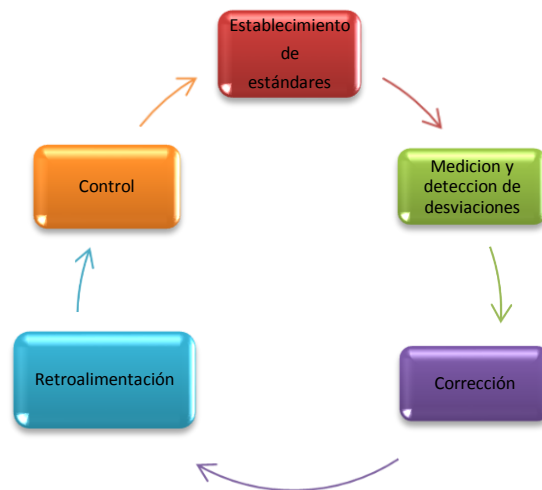 Establecimiento
de
estándares
Medicion y
deteccion de
desviaciones
Corrección
Retroalimentación
Control